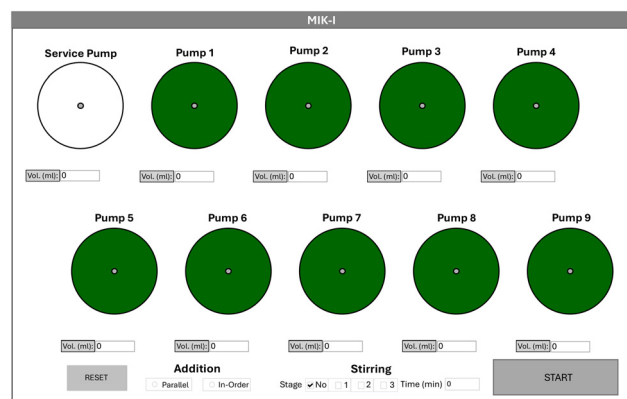 MIK-I
Service Pump Pump 1 Pump 2 Pump 3 Pump 4
Vol. (ml): 0 Vol. (ml): 0 Vol. (ml): 0 Vol. (ml): 0 Vol. (ml): 0
Pump 5 Pump 6 Pump 7 Pump 8 Pump 9
Vol. (ml): 0 Vol. (ml): 0 Vol. (ml): 0 Vol. (ml): 0 Vol. (ml): 0
RESET Addition Stirring START
Parallel In-Order Stage No 1 2 3 Time (min) 0